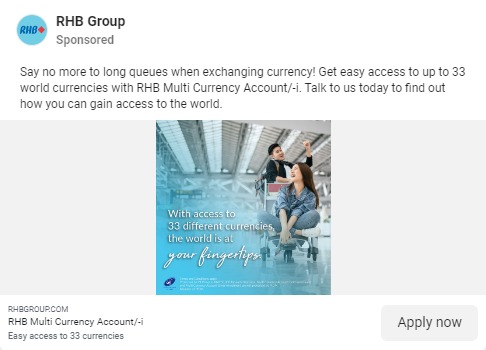 RHB
RHB Group
Sponsored
Say no more to long queues when exchanging currency! Get easy access to up to 33
world currencies with RHB Multi Currency Account/-i. Talk to us today to find out
how you can gain access to the world.
With access to
33 different currencies,
the world is at
your fingertips.
RHBGROUP.COM
RHB Multi Currency Account/-i
Easy access to 33 currencies
Apply now